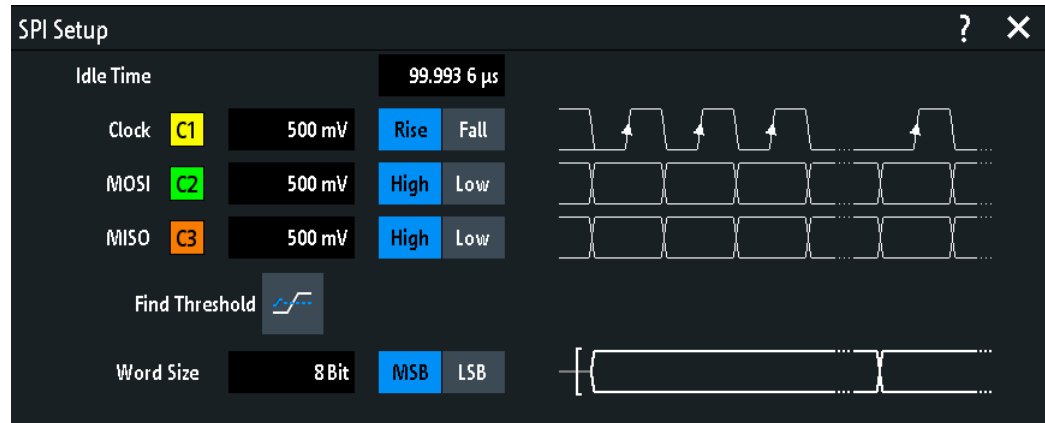 SPI Setup ? ×
Idle Time 99.993 6 µs
Clock C1 500 mV Rise Fall
MOSI C2 500 mV High Low
MISO C3 500 mV High Low
Find Threshold
Word Size 8 Bit MSB LSB